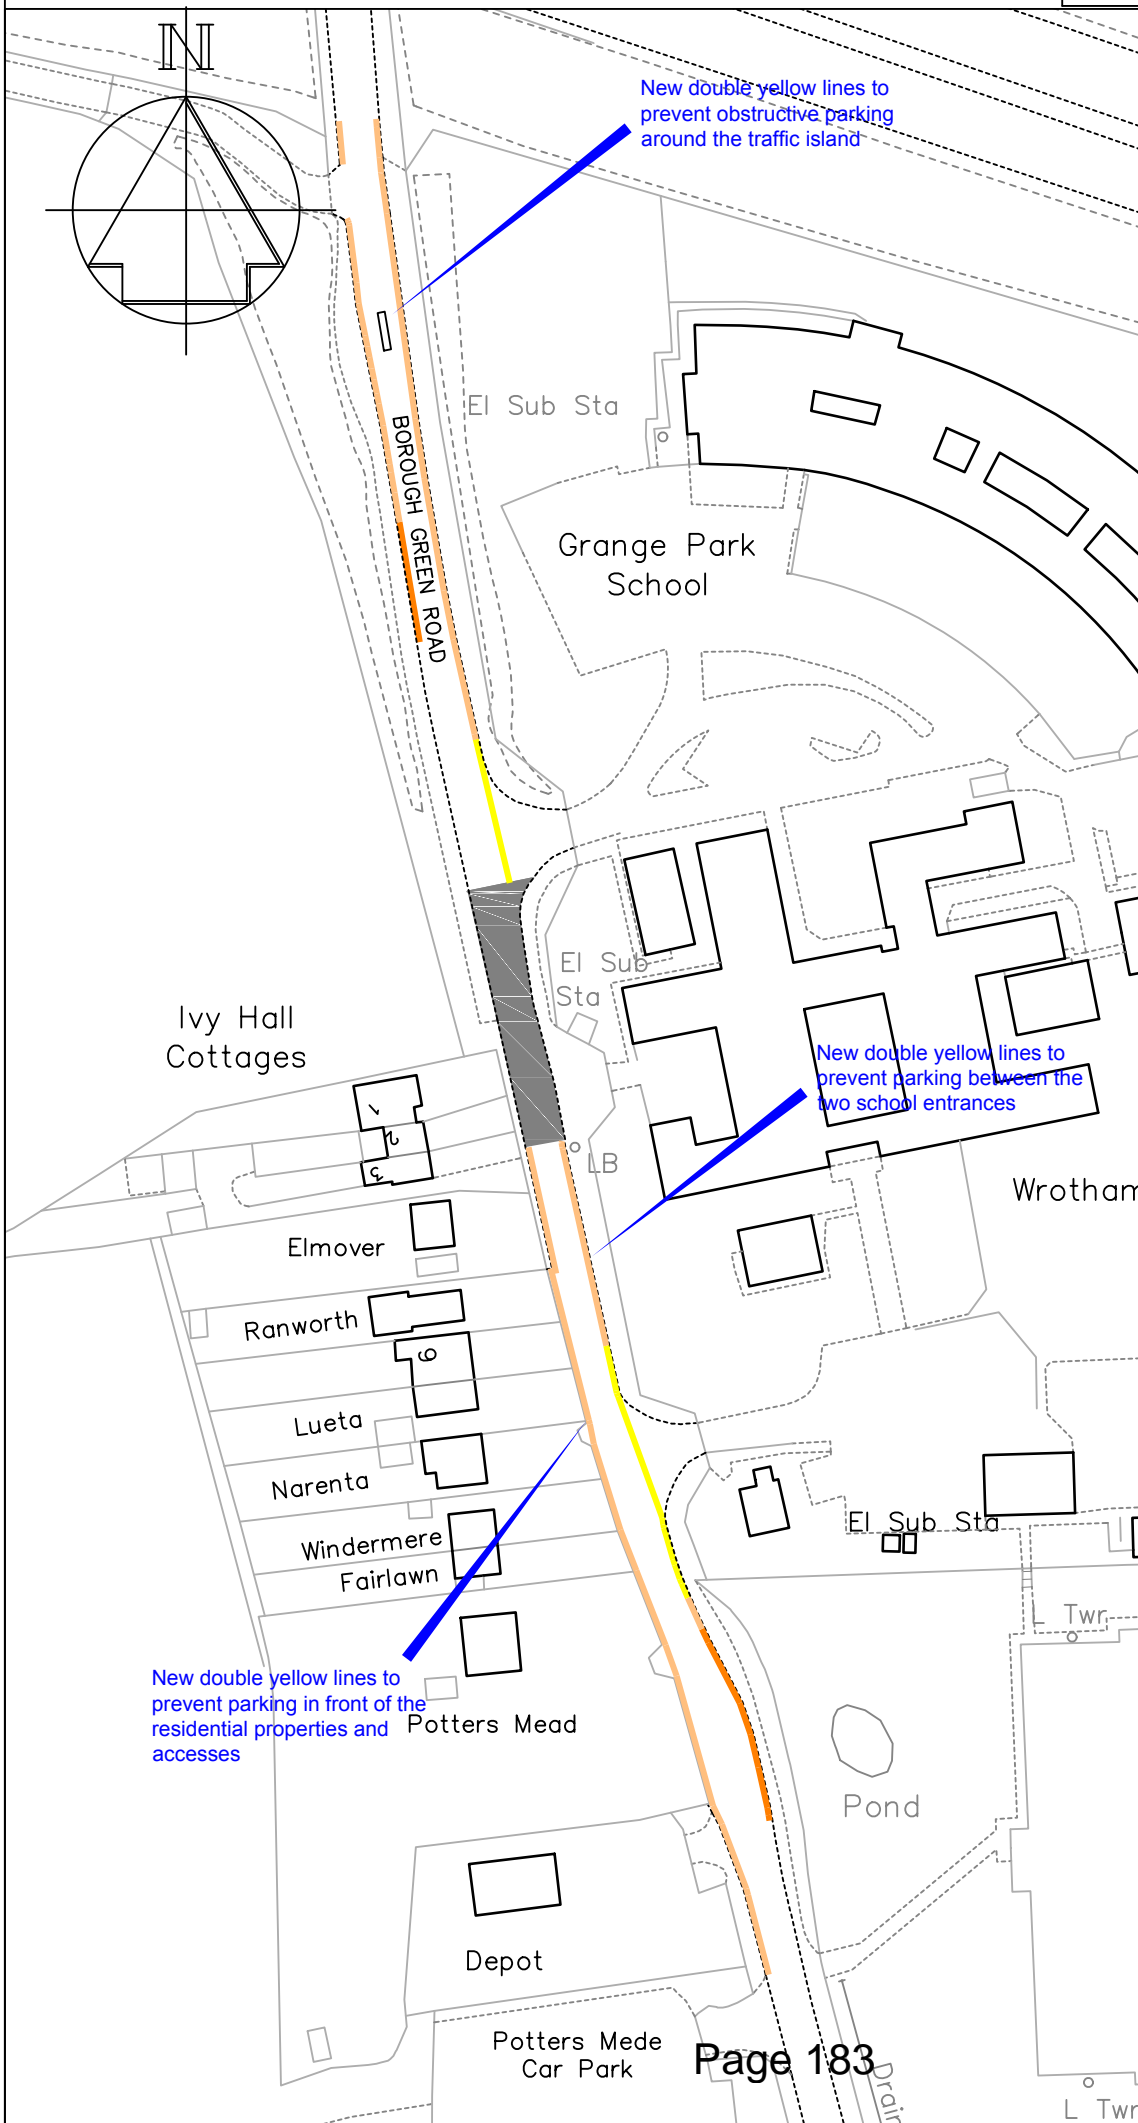 N
New double yellow lines to
prevent obstructive parking
around the traffic island
El Sub Sta
BOROUGH GREEN ROAD
Grange Park
School
El Sub
Sta
Ivy Hall
Cottages
New double yellow lines to
prevent parking between the
two school entrances
1
2
3
LB
Wrotham
Elmover
Ranworth
9
Lueta
Narenta
Windermere
Fairlawn
El Sub Sta
L Twr
New double yellow lines to
prevent parking in front of the
residential properties and
accesses
Potters Mead
Pond
Depot
Potters Mede
Car Park
Page 183
Drain
L Twr